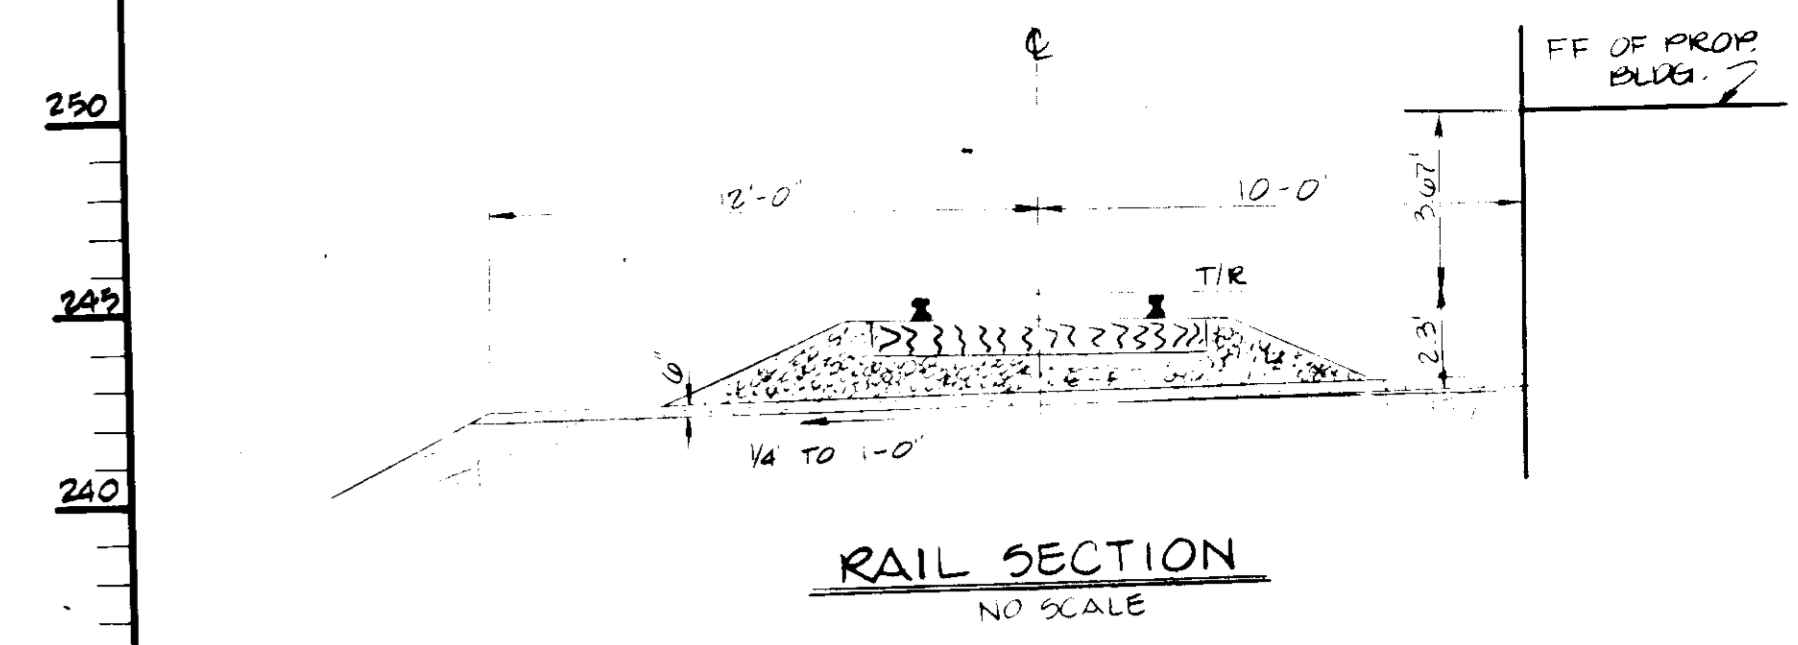 ℄
FF OF PROP.
BLDG.
250
12'-0"
10-0'
3.67'
T/R
245
2.3'
6"
1/4 TO 1-0"
240
RAIL SECTION
NO SCALE